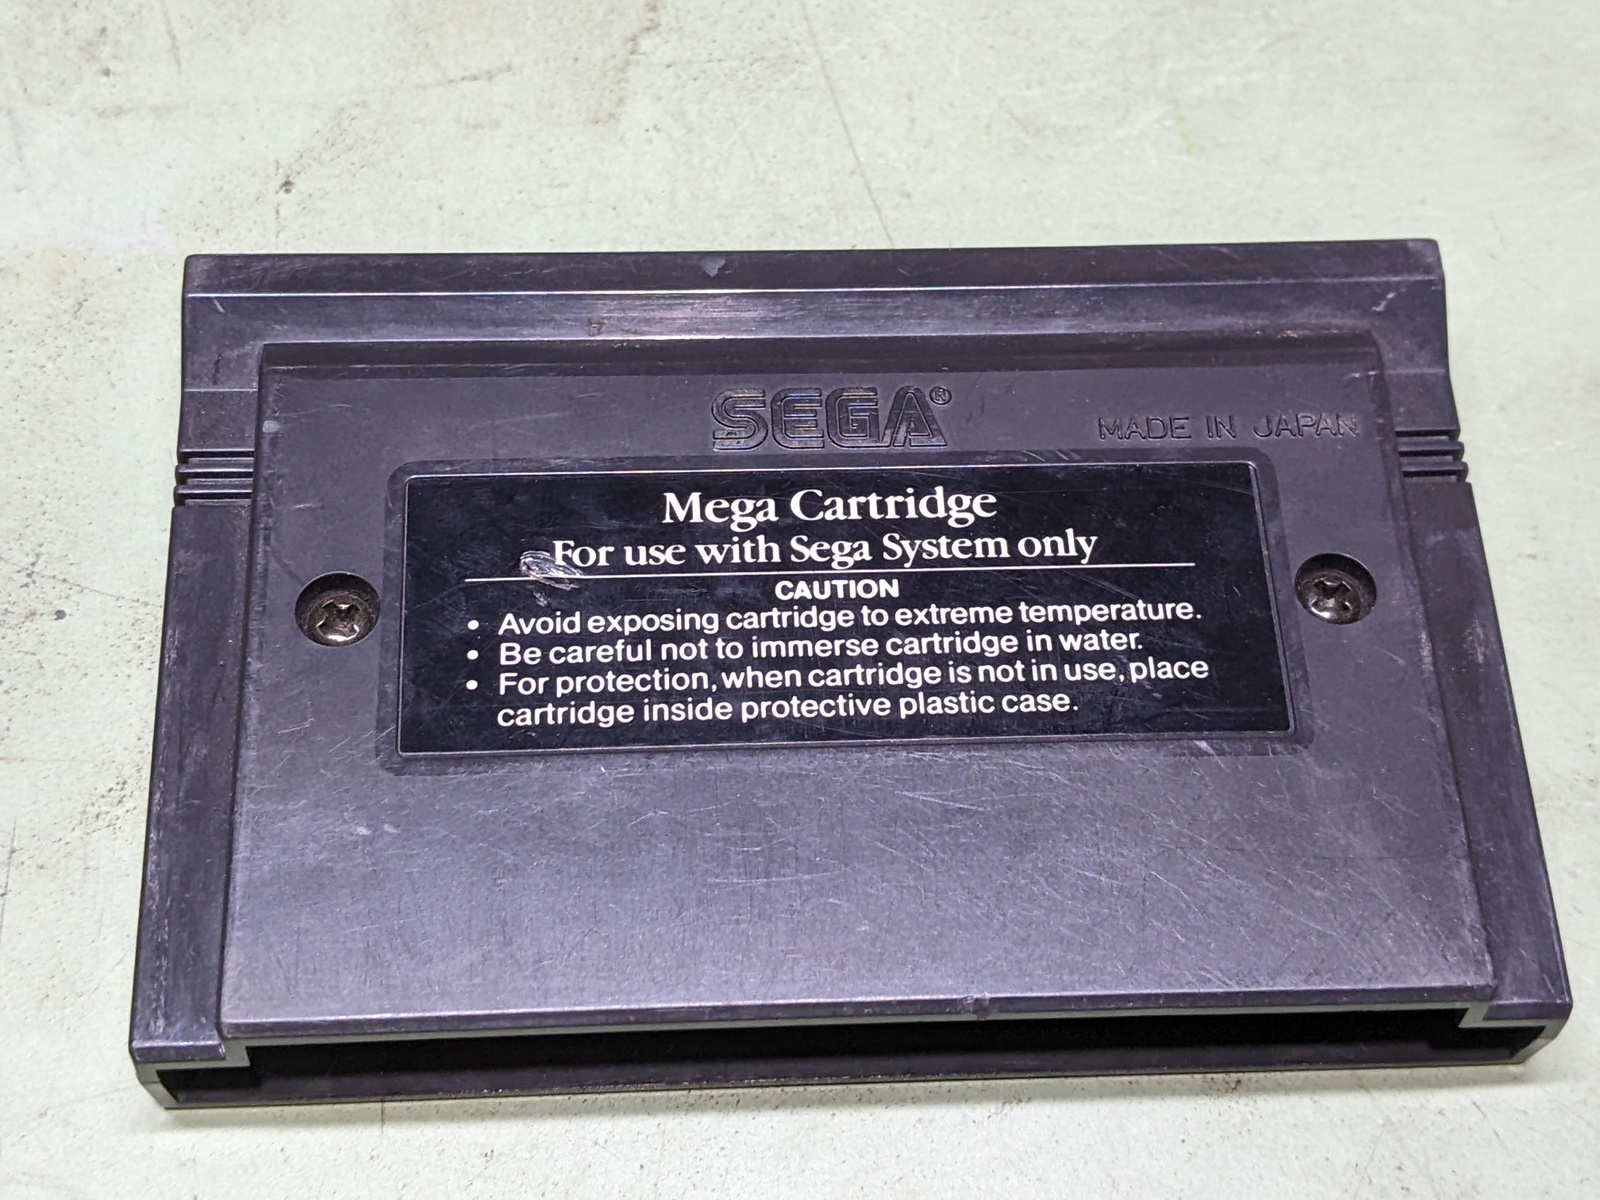 SEGA®
MADE IN JAPAN
Mega Cartridge
For use with Sega System only
CAUTION
• Avoid exposing cartridge to extreme temperature.
• Be careful not to immerse cartridge in water.
• For protection, when cartridge is not in use, place
cartridge inside protective plastic case.